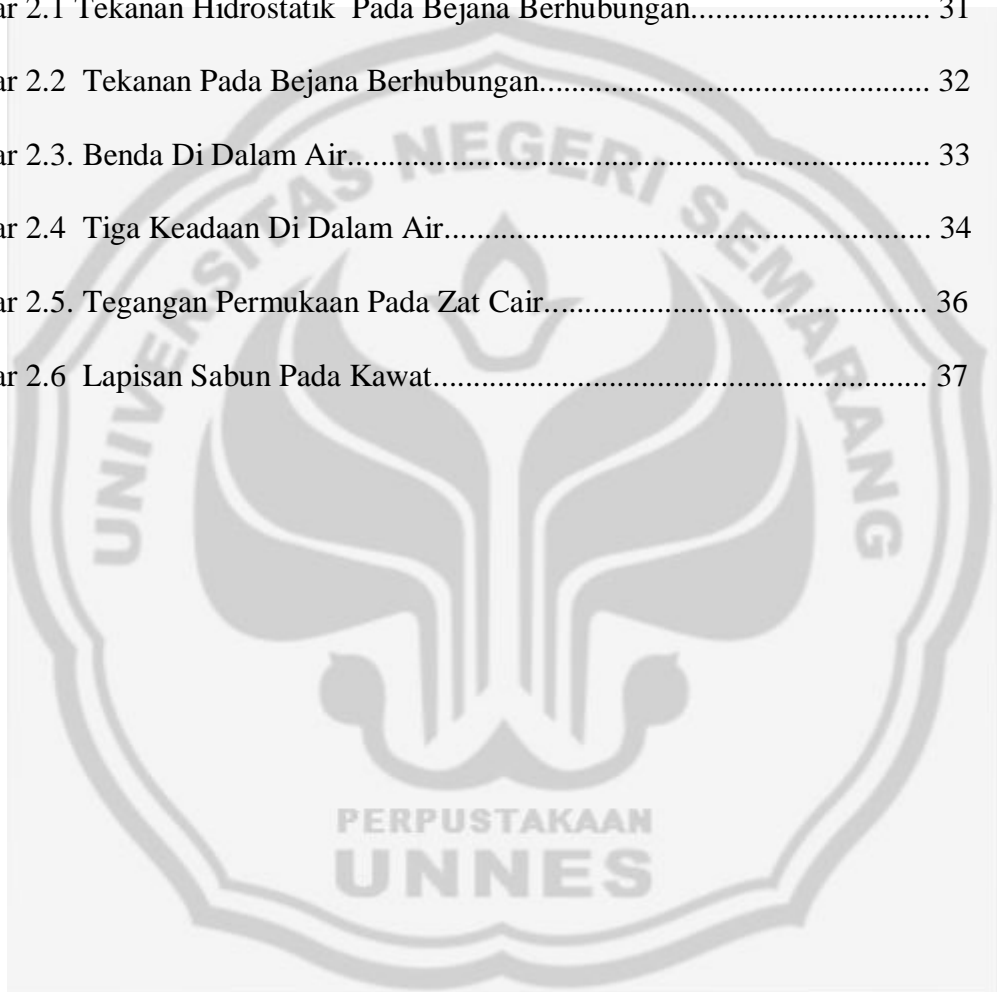 ar 2.1 Tekanan Hidrostatik  Pada Bejana Berhubungan.............................. 31
ar 2.2  Tekanan Pada Bejana Berhubungan................................................. 32
ar 2.3. Benda Di Dalam Air......................................................................... 33
ar 2.4  Tiga Keadaan Di Dalam Air............................................................. 34
ar 2.5. Tegangan Permukaan Pada Zat Cair................................................ 36
ar 2.6  Lapisan Sabun Pada Kawat.............................................................. 37
UNIVERSITAS NEGERI SEMARANG
PERPUSTAKAAN
UNNES